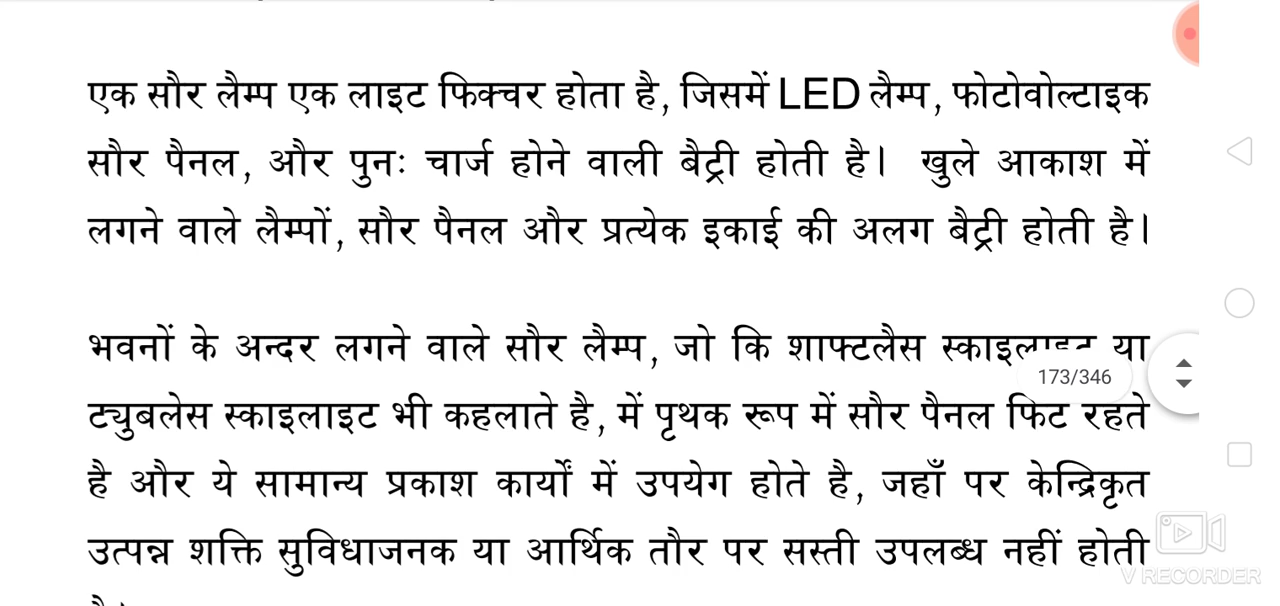 एक सौर लैम्प एक लाइट फिक्चर होता है, जिसमें LED लैम्प, फोटोवोल्टाइक
सौर पैनल, और पुनः चार्ज होने वाली बैट्री होती है। खुले आकाश में
लगने वाले लैम्पों, सौर पैनल और प्रत्येक इकाई की अलग बैट्री होती है।
भवनों के अन्दर लगने वाले सौर लैम्प, जो कि शाफ्टलैस स्काइलाइट या
173/346
ट्युबलेस स्काइलाइट भी कहलाते है, में पृथक रूप में सौर पैनल फिट रहते
है और ये सामान्य प्रकाश कार्यो में उपयेग होते है, जहाँ पर केन्द्रिकृत
उत्पन्न शक्ति सुविधाजनक या आर्थिक तौर पर सस्ती उपलब्ध नहीं होती
V RECORDER